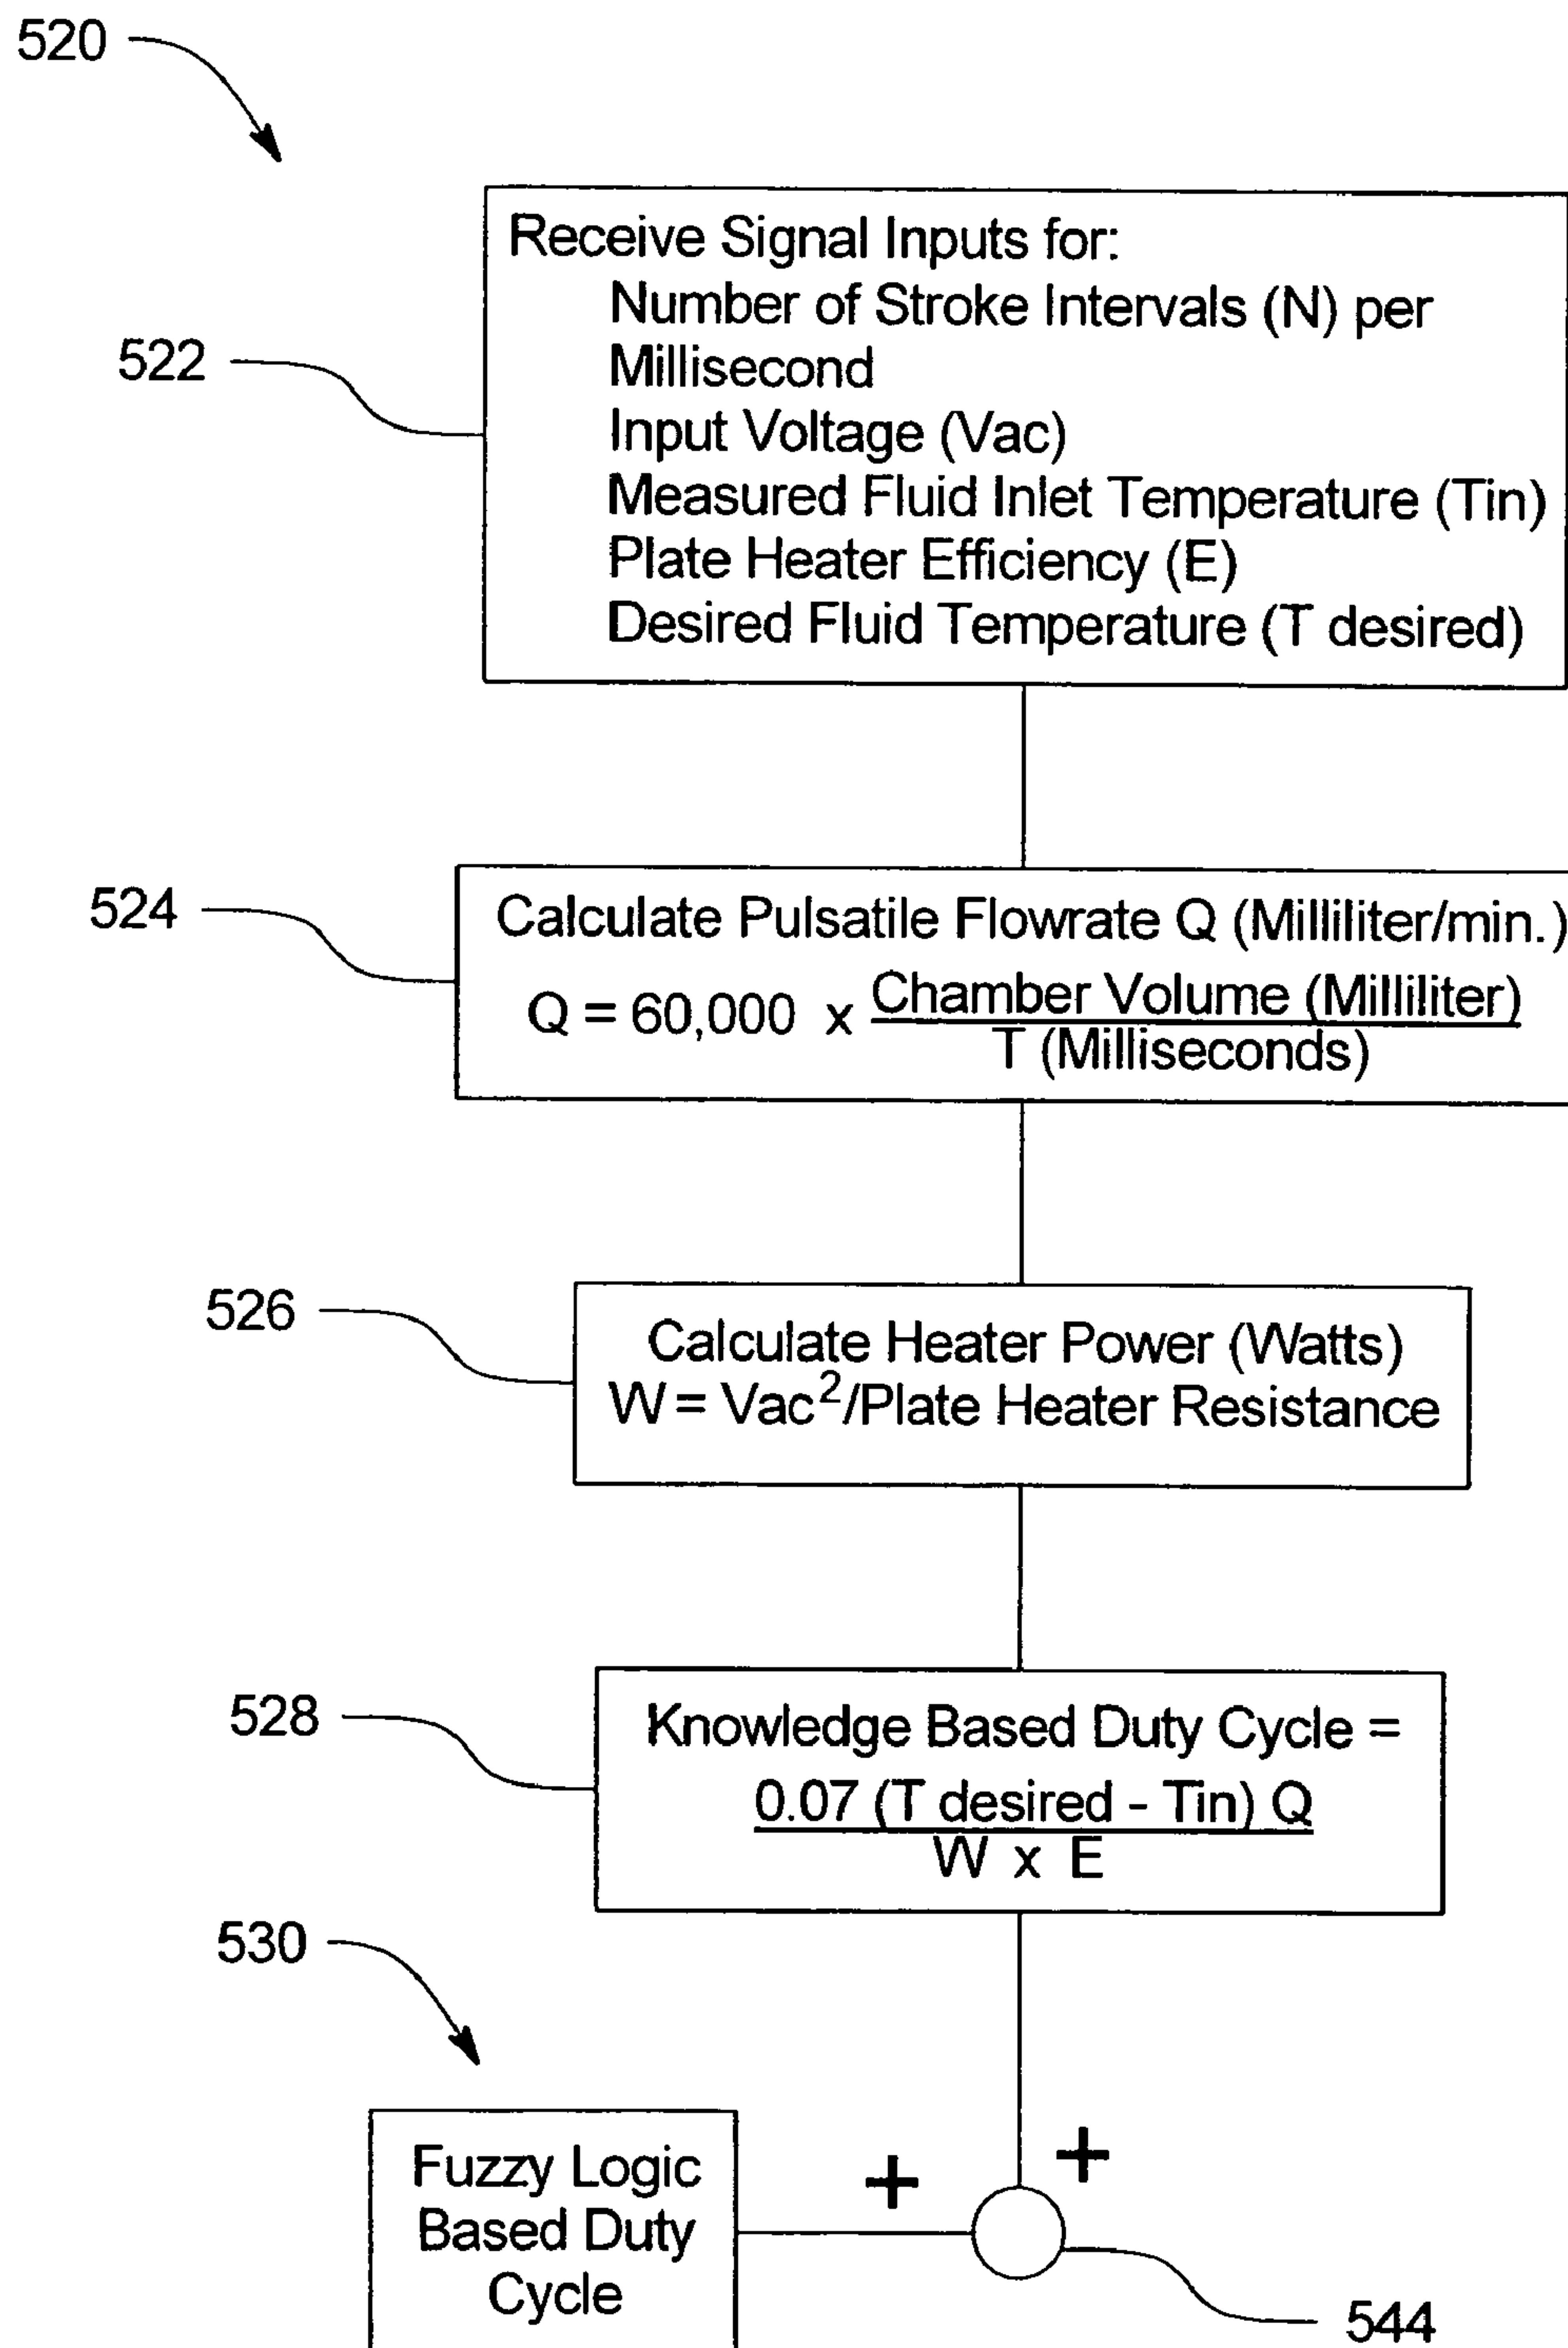 520
Receive Signal Inputs for:
Number of Stroke Intervals (N) per
Millisecond
522
Input Voltage (Vac)
Measured Fluid Inlet Temperature (Tin)
Plate Heater Efficiency (E)
Desired Fluid Temperature (T desired)
524
Calculate Pulsatile Flowrate Q (Milliliter/min.)
Q = 60,000 x Chamber Volume (Milliliter)
T (Milliseconds)
526
Calculate Heater Power (Watts)
W = Vac²/Plate Heater Resistance
528
Knowledge Based Duty Cycle =
0.07 (T desired - Tin) Q
W x E
530
Fuzzy Logic
Based Duty
Cycle
+
+
544